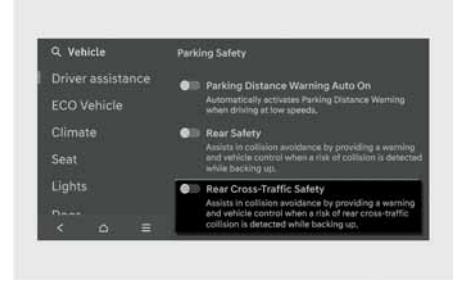 Vehicle
Parking Safety
Driver assistance
ECO Vehicle
Climate
Seat
Lights
Parking Distance Warning Auto On
Automatically activates Parking Distance Warning
when driving at low speeds.
Rear Safety
Assists in collision avoidance by providing a warning
and vehicle control when a risk of collision is detected
while backing up.
Rear Cross-Traffic Safety
Assists in collision avoidance by providing a warning
and vehicle control when a risk of rear cross-traffic
collision is detected while backing up.